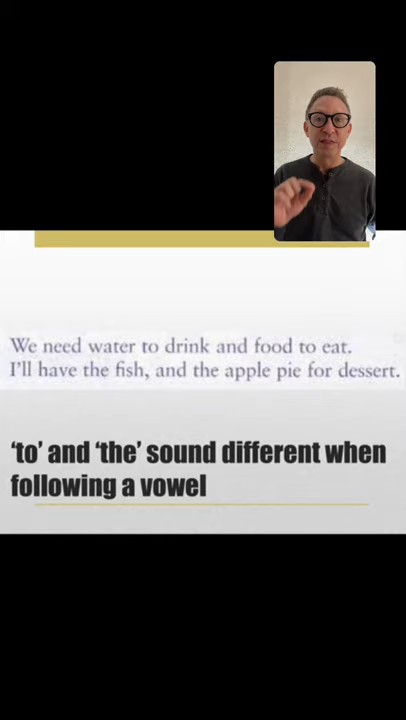 We need water to drink and food to eat.
I'll have the fish, and the apple pie for dessert.
‘to’ and ‘the’ sound different when
following a vowel